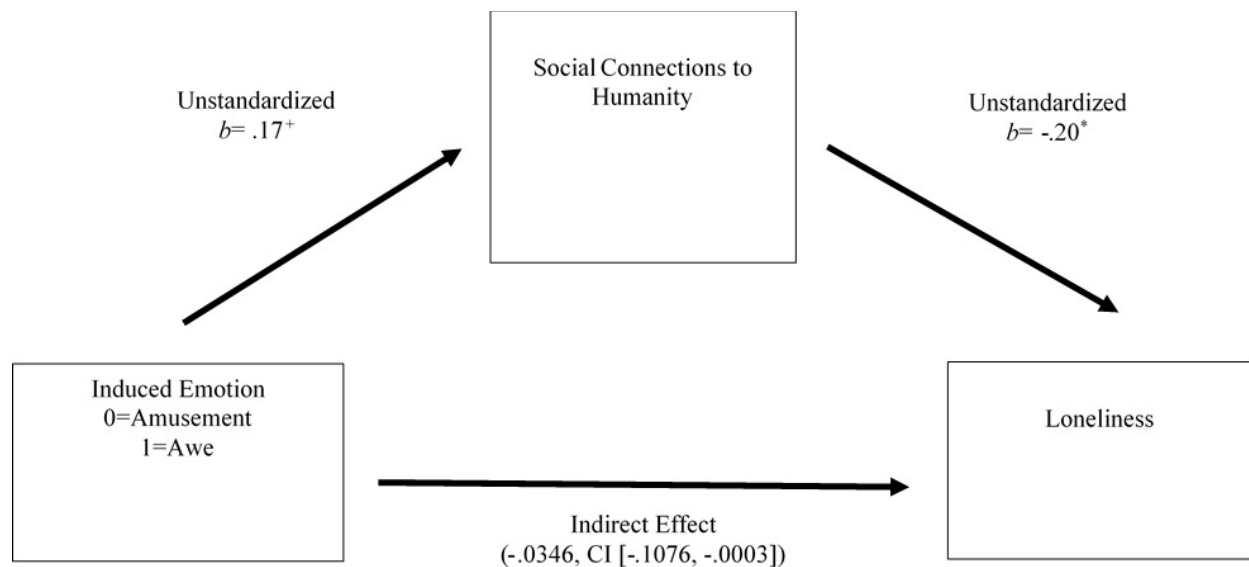 Social Connections to
Humanity
Unstandardized
b= .17+
Unstandardized
b= -.20*
Induced Emotion
0=Amusement
1=Awe
Loneliness
Indirect Effect
(-.0346, CI [-.1076, -.0003])